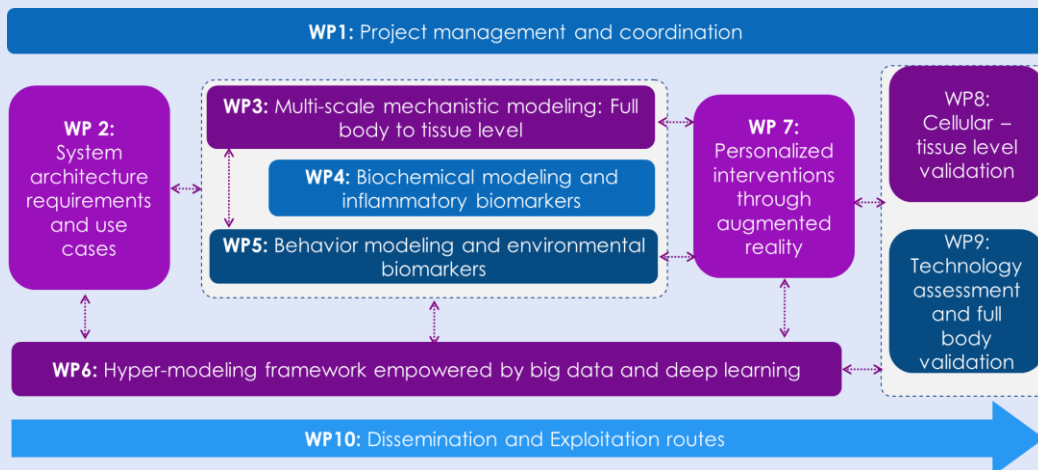 WP1: Project management and coordination
WP 2:
System
architecture
requirements
and use
cases
WP3: Multi-scale mechanistic modeling: Full
body to tissue level
WP4: Biochemical modeling and
inflammatory biomarkers
WP5: Behavior modeling and environmental
biomarkers
WP 7:
Personalized
interventions
through
augmented
reality
WP8:
Cellular –
tissue level
validation
WP9:
Technology
assessment
and full
body
validation
WP6: Hyper-modeling framework empowered by big data and deep learning
WP10: Dissemination and Exploitation routes